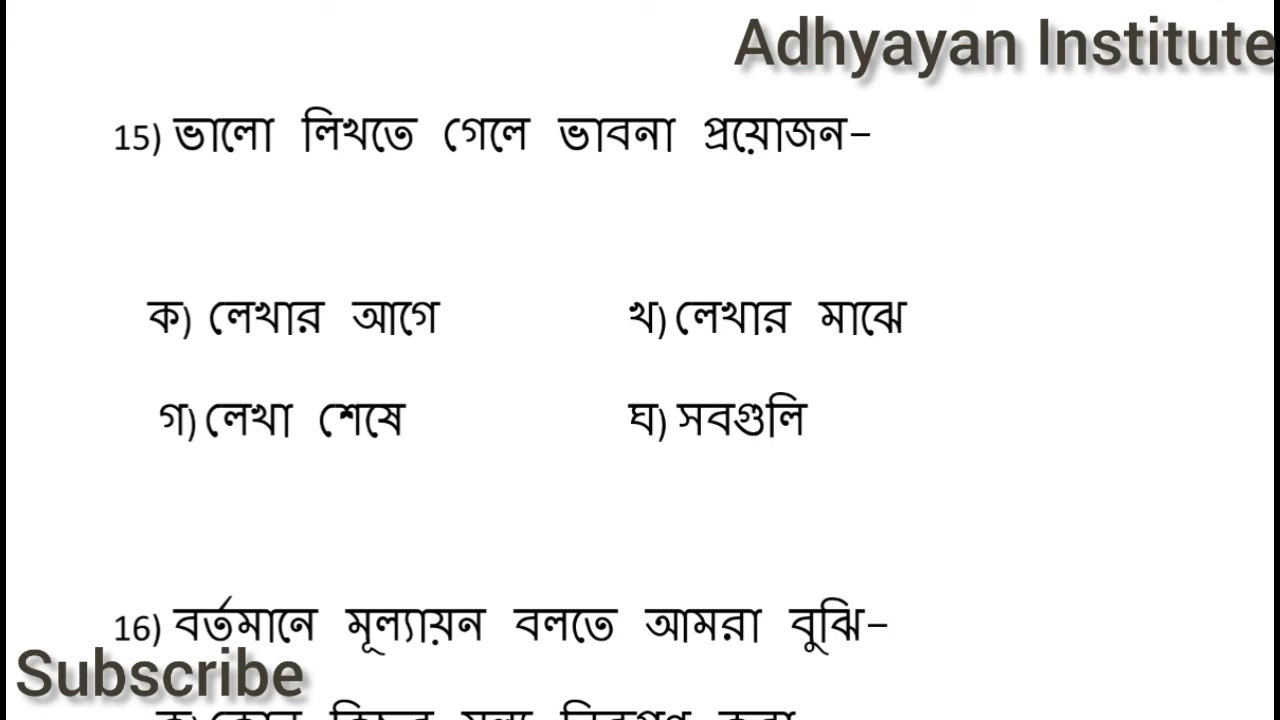 Adhyayan Institute
15) ভালো লিখতে গেলে ভাবনা প্রয়োজন–
ক) লেখার আগে খ) লেখার মাঝে
গ) লেখা শেষে ঘ) সবগুলি
16) বর্তমানে মূল্যায়ন বলতে আমরা বুঝি–
Subscribe